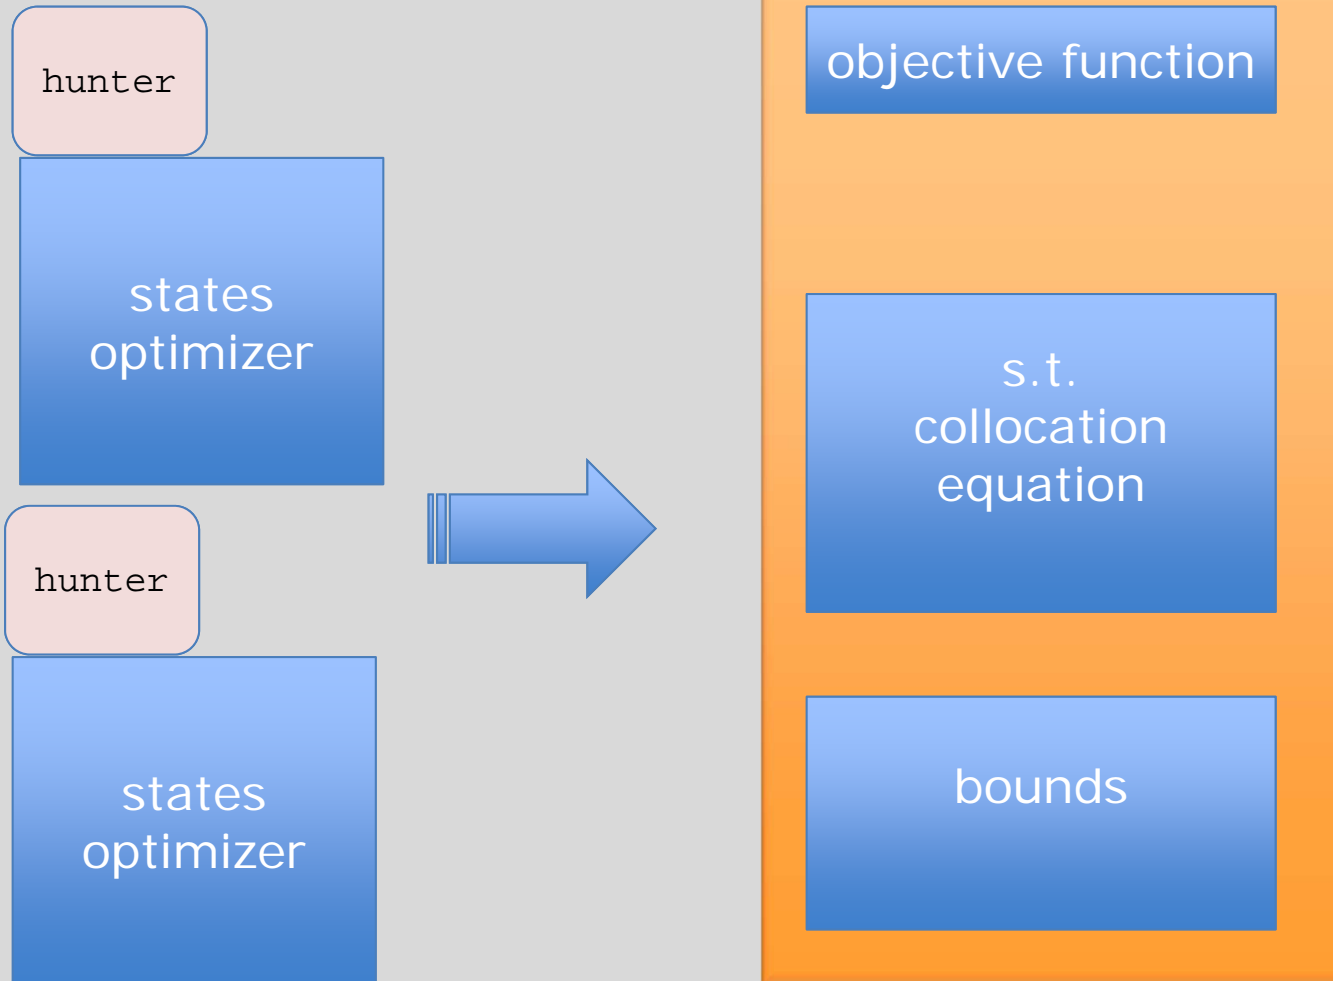 hunter
states
optimizer
hunter
states
optimizer
objective function
s.t.
collocation
equation
bounds